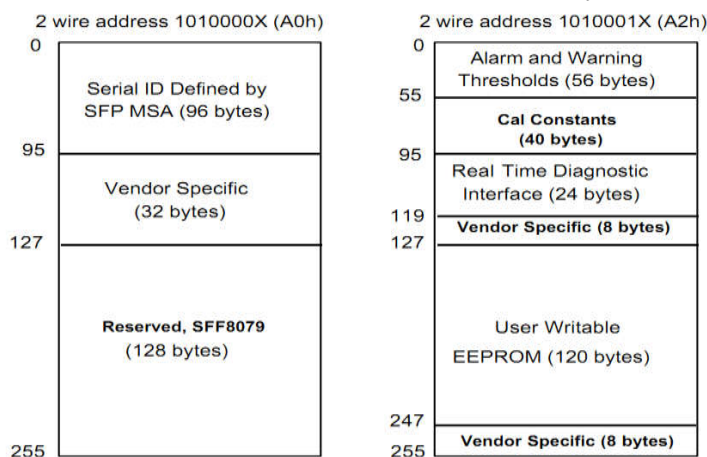 2 wire address 1010000X (A0h)
0
Serial ID Defined by
SFP MSA (96 bytes)
95
Vendor Specific
(32 bytes)
127
Reserved, SFF8079
(128 bytes)
255
2 wire address 1010001X (A2h)
0
Alarm and Warning
Thresholds (56 bytes)
55
Cal Constants
(40 bytes)
95
Real Time Diagnostic
Interface (24 bytes)
119
Vendor Specific (8 bytes)
127
User Writable
EEPROM (120 bytes)
247
Vendor Specific (8 bytes)
255